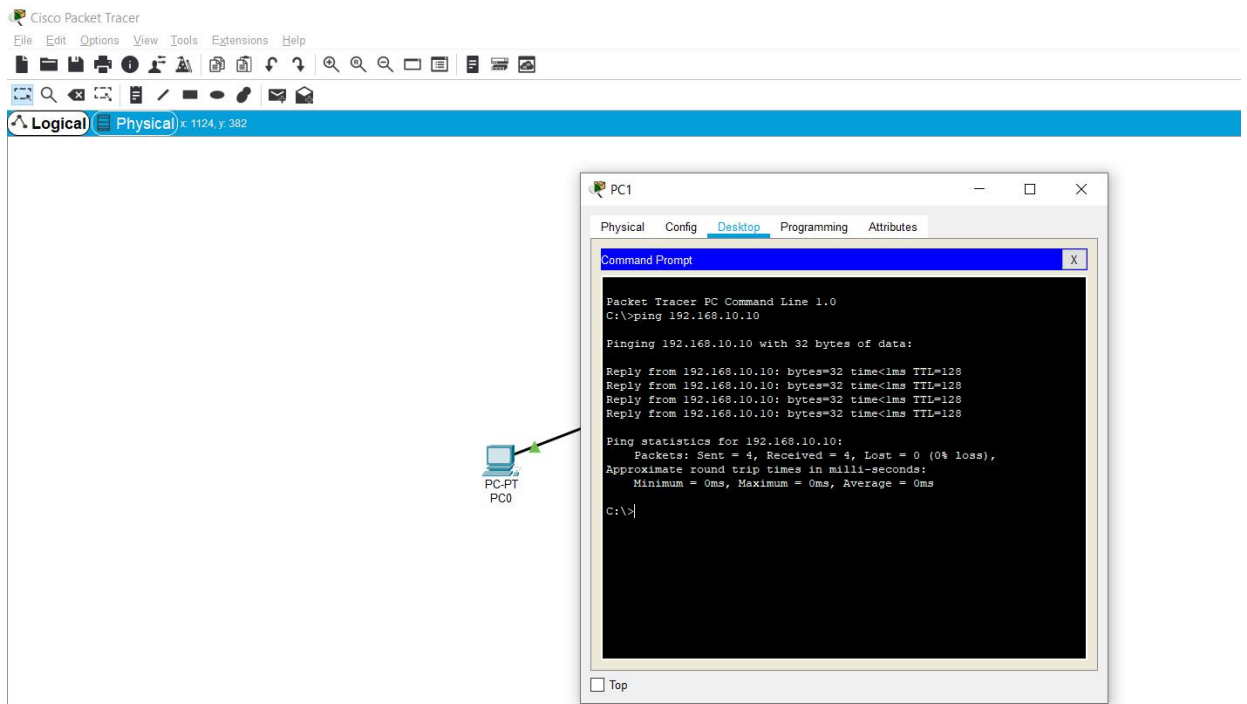 Cisco Packet Tracer
File Edit Options View Tools Extensions Help
Logical Physical x: 1124, y: 382
PC1
Physical Config Desktop Programming Attributes
Command Prompt X
Packet Tracer PC Command Line 1.0
C:\>ping 192.168.10.10
Pinging 192.168.10.10 with 32 bytes of data:
Reply from 192.168.10.10: bytes=32 time<1ms TTL=128
Reply from 192.168.10.10: bytes=32 time<1ms TTL=128
Reply from 192.168.10.10: bytes=32 time<1ms TTL=128
Reply from 192.168.10.10: bytes=32 time<1ms TTL=128
Ping statistics for 192.168.10.10:
Packets: Sent = 4, Received = 4, Lost = 0 (0% loss),
Approximate round trip times in milli-seconds:
Minimum = 0ms, Maximum = 0ms, Average = 0ms
C:\>
PC-PT
PC0
Top